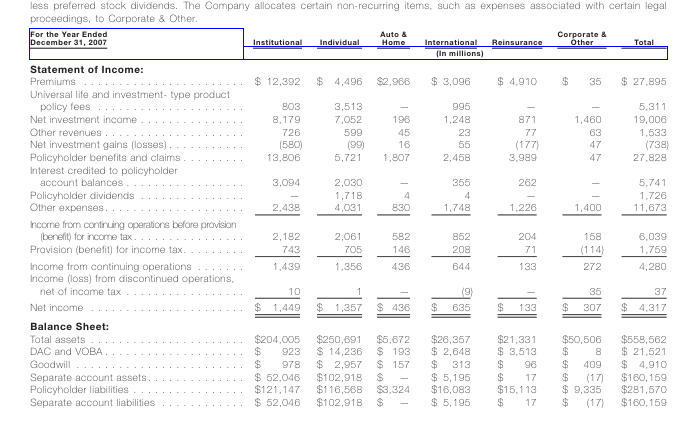 less preferred stock dividends. The Company allocates certain non-recurring items, such as expenses associated with certain legal
proceedings, to Corporate & Other.
For the Year Ended
December 31, 2007 Institutional Individual Auto & Home International Reinsurance Corporate & Other Total
(In millions)
Statement of Income:
Premiums . . . . . . . . . . . . . . . . . . . . . . . $ 12,392 $ 4,496 $2,966 $ 3,096 $ 4,910 $ 35 $ 27,895
Universal life and investment- type product
policy fees . . . . . . . . . . . . . . . . . . . . 803 3,513 — 995 — — 5,311
Net investment income . . . . . . . . . . . . . . . 8,179 7,052 196 1,248 871 1,460 19,006
Other revenues . . . . . . . . . . . . . . . . . . . 726 599 45 23 77 63 1,533
Net investment gains (losses) . . . . . . . . . . . . (580) (99) 16 55 (177) 47 (738)
Policyholder benefits and claims . . . . . . . . . 13,806 5,721 1,807 2,458 3,989 47 27,828
Interest credited to policyholder
account balances . . . . . . . . . . . . . . . . 3,094 2,030 — 355 262 — 5,741
Policyholder dividends . . . . . . . . . . . . . . . — 1,718 4 4 — — 1,726
Other expenses . . . . . . . . . . . . . . . . . . . 2,438 4,031 830 1,748 1,226 1,400 11,673
Income from continuing operations before provision
(benefit) for income tax . . . . . . . . . . . . . . . 2,182 2,061 582 852 204 158 6,039
Provision (benefit) for income tax . . . . . . . . . 743 705 146 208 71 (114) 1,759
Income from continuing operations . . . . . . . 1,439 1,356 436 644 133 272 4,280
Income (loss) from discontinued operations,
net of income tax . . . . . . . . . . . . . . . . 10 1 — (9) — 35 37
Net income . . . . . . . . . . . . . . . . . . . . . $ 1,449 $ 1,357 $ 436 $ 635 $ 133 $ 307 $ 4,317
Balance Sheet:
Total assets . . . . . . . . . . . . . . . . . . . . . $204,005 $250,691 $5,672 $26,357 $21,331 $50,506 $558,562
DAC and VOBA . . . . . . . . . . . . . . . . . . . $ 923 $ 14,236 $ 193 $ 2,648 $ 3,513 $ 8 $ 21,521
Goodwill . . . . . . . . . . . . . . . . . . . . . . . $ 978 $ 2,957 $ 157 $ 313 $ 96 $ 409 $ 4,910
Separate account assets . . . . . . . . . . . . . . $ 52,046 $102,918 $ — $ 5,195 $ 17 $ (17) $160,159
Policyholder liabilities . . . . . . . . . . . . . . . . $121,147 $116,568 $3,324 $16,083 $15,113 $ 9,335 $281,570
Separate account liabilities . . . . . . . . . . . . . $ 52,046 $102,918 $ — $ 5,195 $ 17 $ (17) $160,159